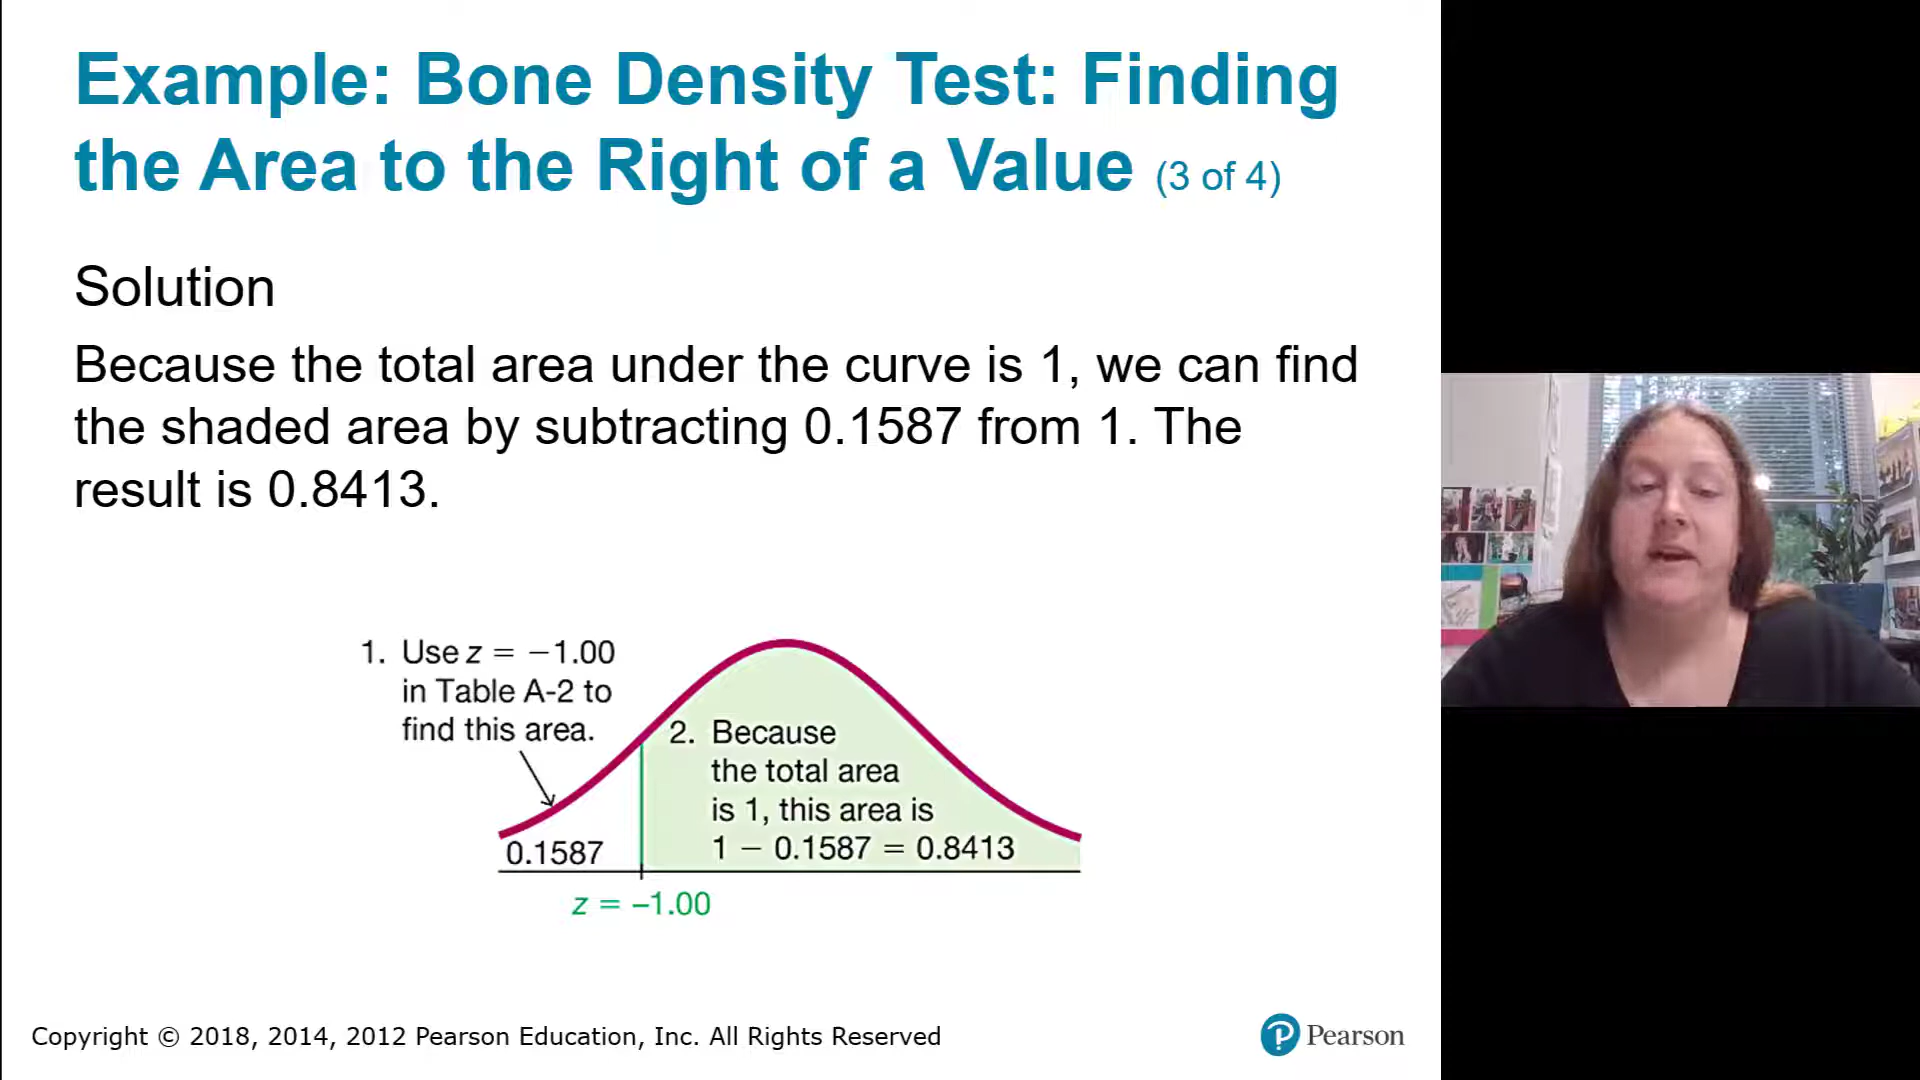 Example: Bone Density Test: Finding
the Area to the Right of a Value (3 of 4)
Solution
Because the total area under the curve is 1, we can find
the shaded area by subtracting 0.1587 from 1. The
result is 0.8413.
1. Use z = −1.00
in Table A-2 to
find this area.
2. Because
the total area
is 1, this area is
1 − 0.1587 = 0.8413
0.1587
z = –1.00
Copyright © 2018, 2014, 2012 Pearson Education, Inc. All Rights Reserved
P Pearson